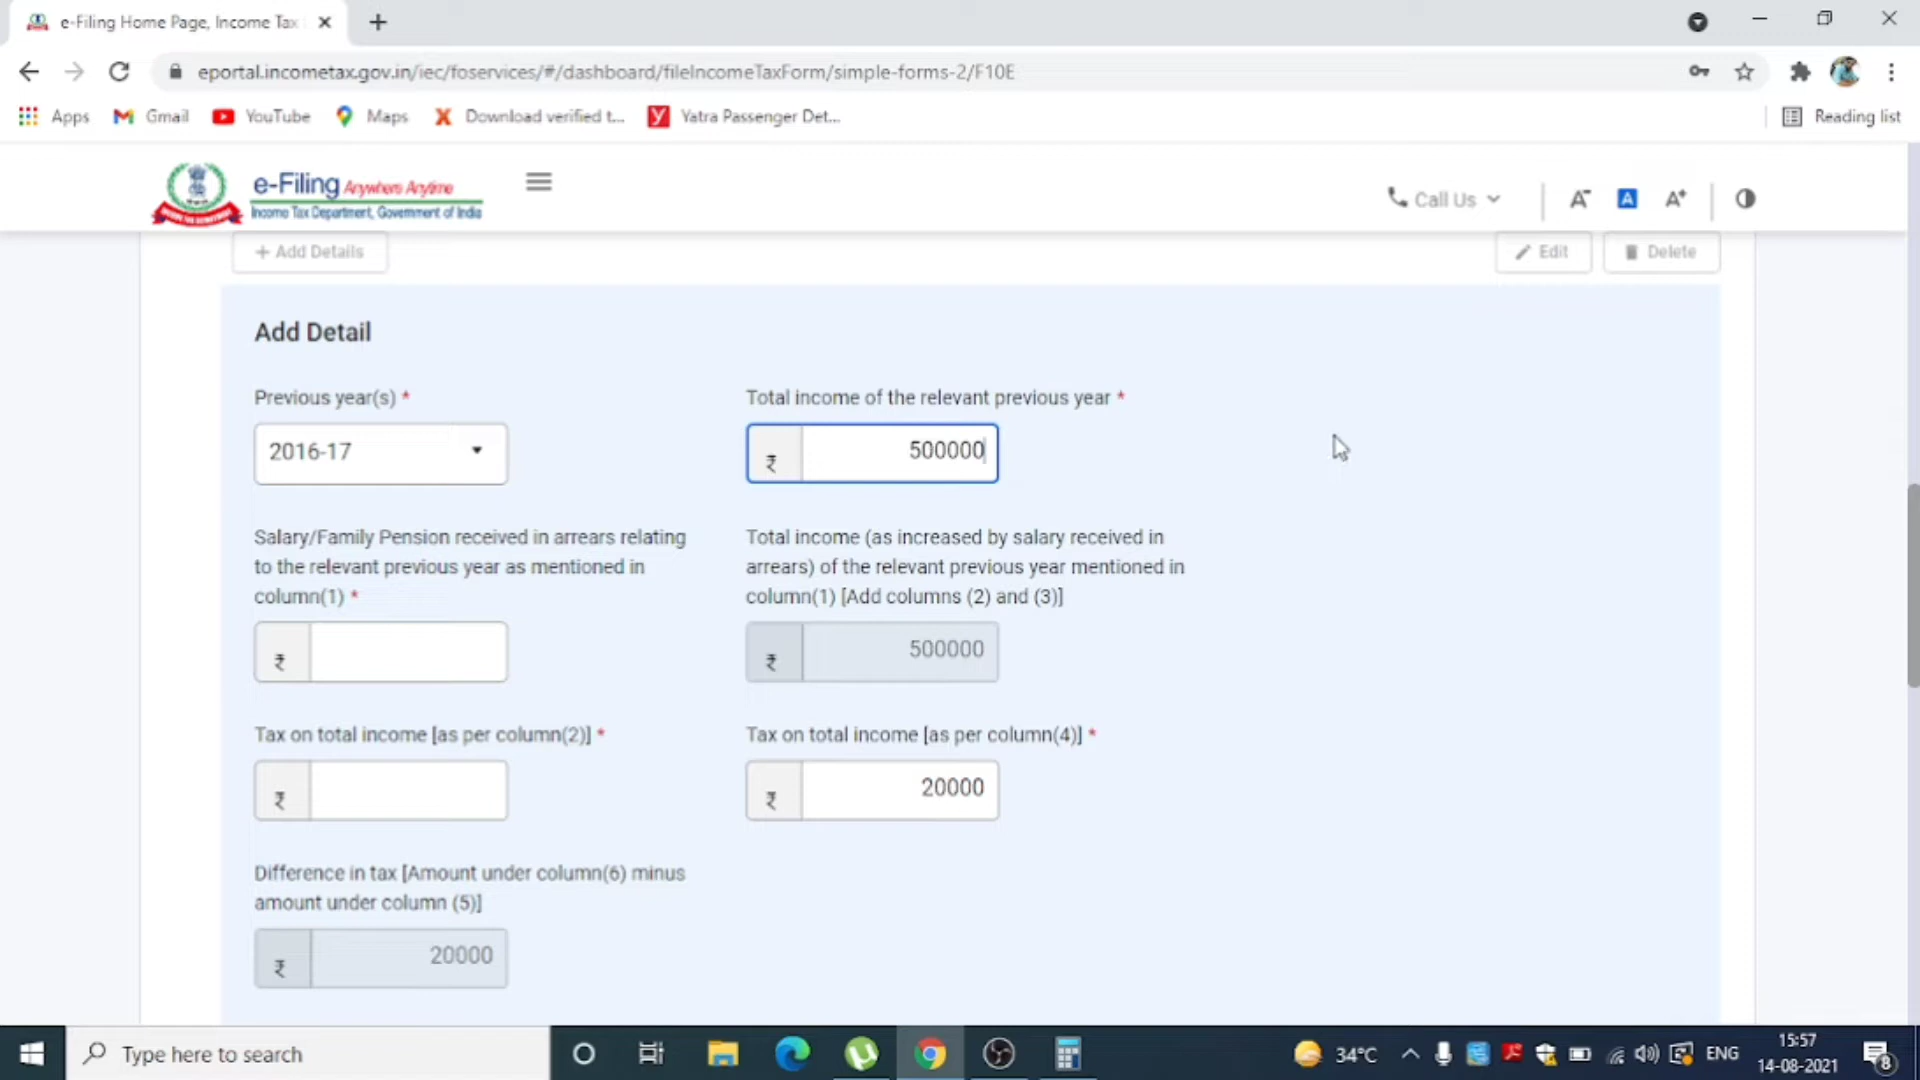 e-Filing Home Page, Income Tax
eportal.incometax.gov.in/iec/foservices/#/dashboard/fileIncomeTaxForm/simple-forms-2/F10E
Apps Gmail YouTube Maps Download verified t... Yatra Passenger Det... Reading list
e-Filing Anywhere Anytime
Income Tax Department, Government of India
Call Us A- A A+
+ Add Details Edit Delete
Add Detail
Previous year(s) * Total income of the relevant previous year *
2016-17 ₹ 500000
Salary/Family Pension received in arrears relating
to the relevant previous year as mentioned in
column(1) *
Total income (as increased by salary received in
arrears) of the relevant previous year mentioned in
column(1) [Add columns (2) and (3)]
₹ ₹ 500000
Tax on total income [as per column(2)] * Tax on total income [as per column(4)] *
₹ ₹ 20000
Difference in tax [Amount under column(6) minus
amount under column (5)]
₹ 20000
Type here to search 34°C ENG 15:57
14-08-2021 8